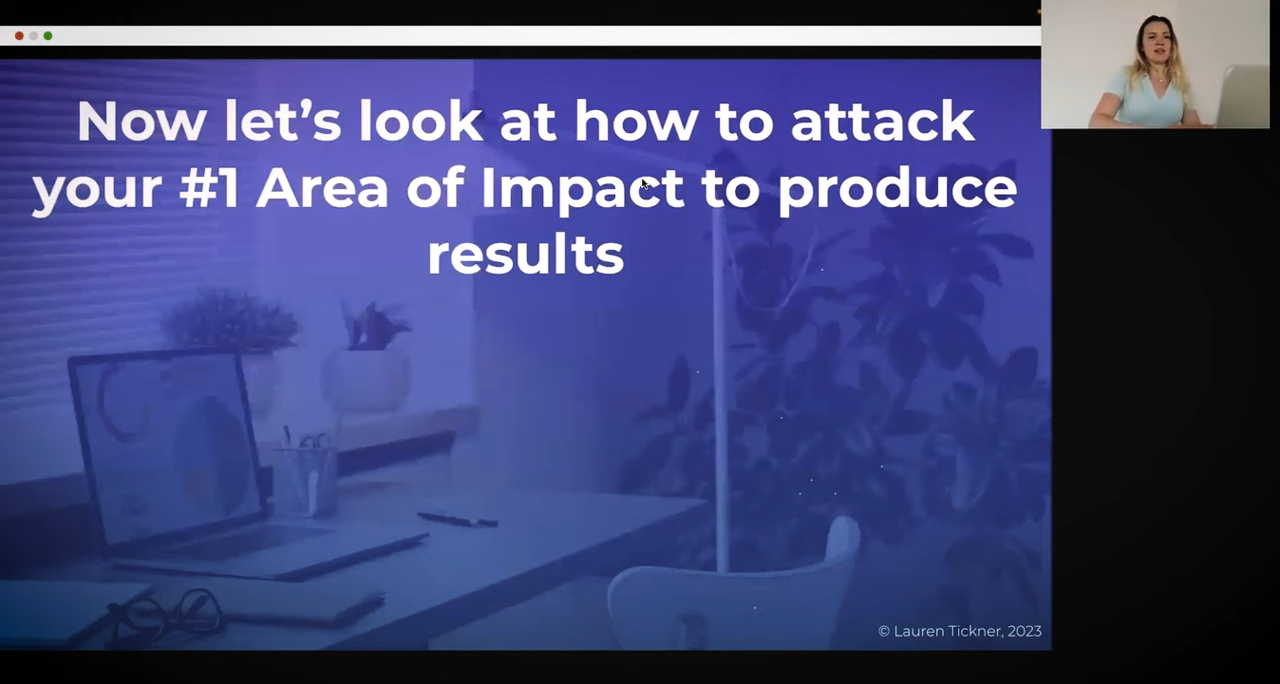 Now let’s look at how to attack
your #1 Area of Impact to produce
results
© Lauren Tickner, 2023